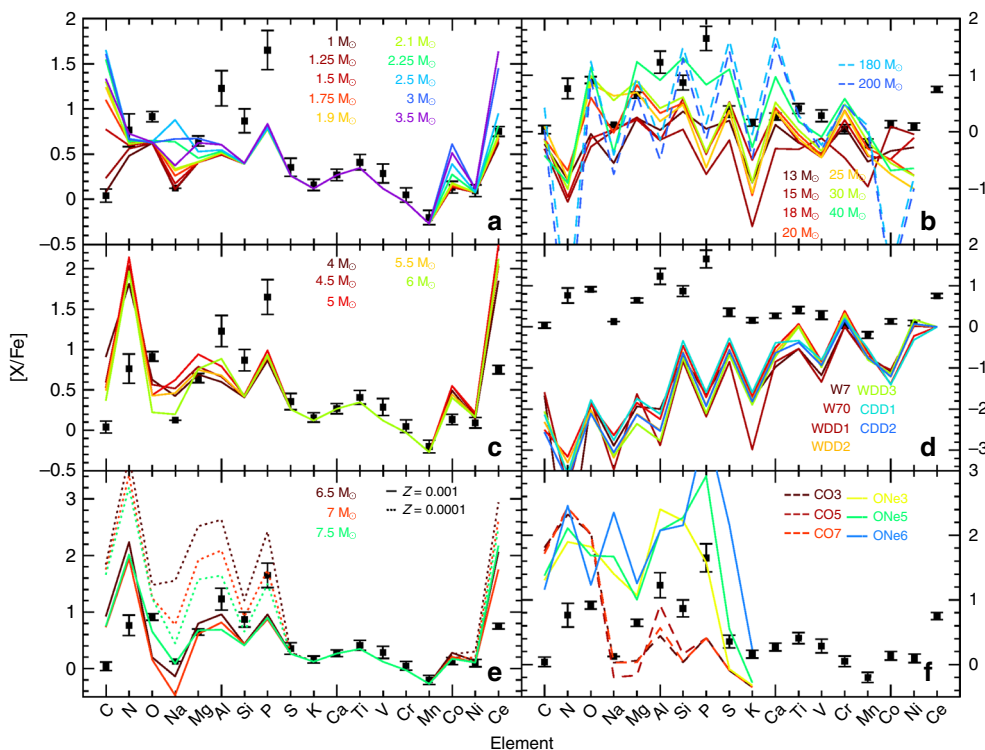 2
1 M⊙
2.1 M⊙
1.25 M⊙
2.25 M⊙
1.5 M⊙
2.5 M⊙
1.75 M⊙
3 M⊙
1.9 M⊙
3.5 M⊙
1.5
1
0.5
0
−0.5
a
180 M⊙
200 M⊙
13 M⊙
25 M⊙
15 M⊙
30 M⊙
18 M⊙
40 M⊙
20 M⊙
2
1
0
−1
b
4 M⊙
5.5 M⊙
4.5 M⊙
6 M⊙
5 M⊙
2
1.5
1
0.5
0
−0.5
c
[X/Fe]
2
1
0
−1
−2
−3
W7
WDD3
W70
CDD1
WDD1
CDD2
WDD2
d
6.5 M⊙
Z = 0.001
7 M⊙
Z = 0.0001
7.5 M⊙
3
2
1
0
e
CO3
ONe3
CO5
ONe5
CO7
ONe6
3
2
1
0
f
C N O Na Mg Al Si P S K Ca Ti V Cr Mn Co Ni Ce
C N O Na Mg Al Si P S K Ca Ti V Cr Mn Co Ni Ce
Element